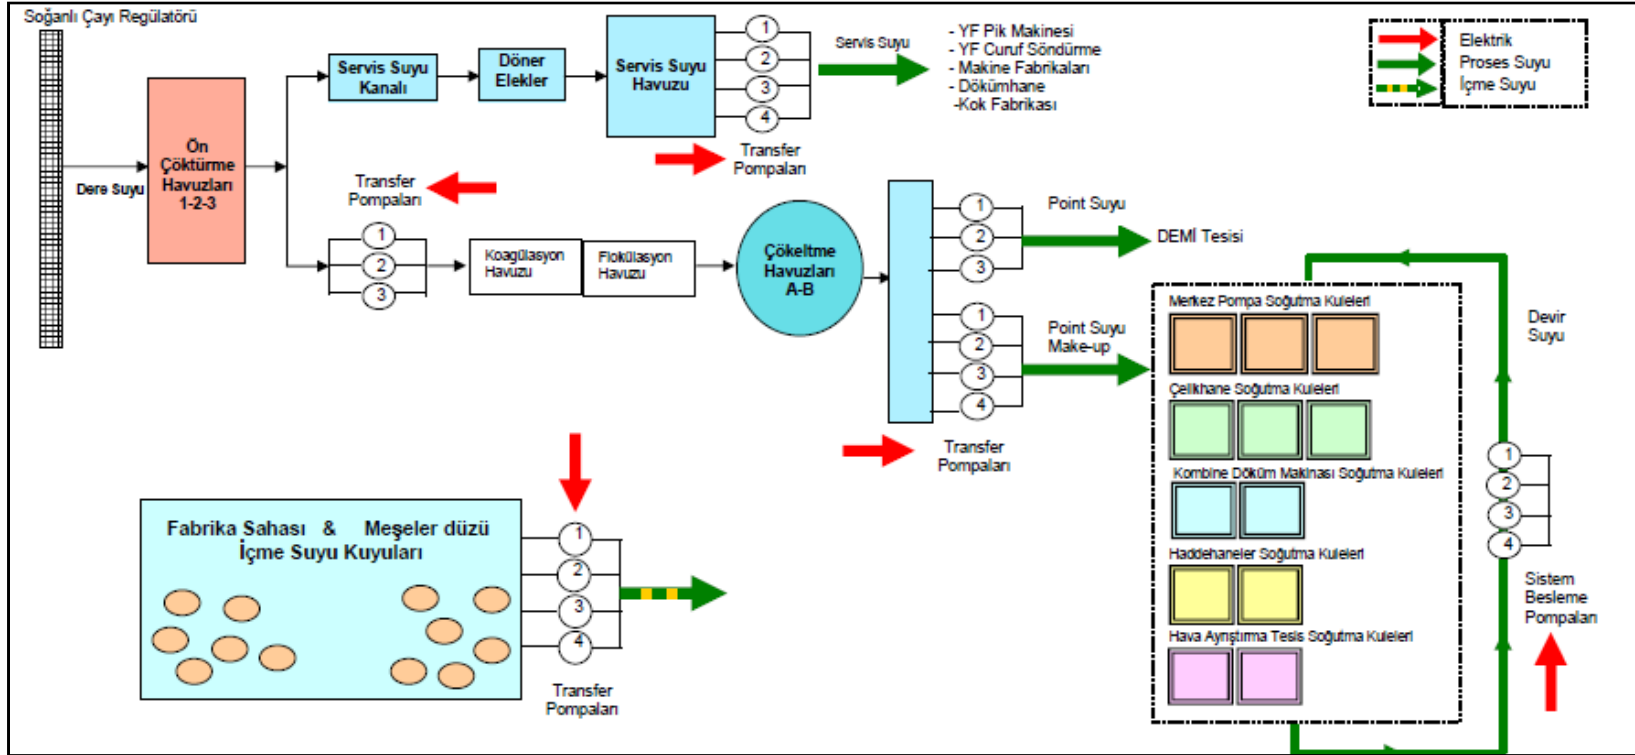 Soğanlı Çayı Regülatörü
Dere Suyu
Ön
Çöktürme
Havuzları
1-2-3
Servis Suyu
Kanalı
Döner
Elekler
Servis Suyu
Havuzu
1
2
3
4
Transfer
Pompaları
Servis Suyu
- YF Pik Makinesi
- YF Curuf Söndürme
- Makine Fabrikaları
- Dökümhane
-Kok Fabrikası
Elektrik
Proses Suyu
İçme Suyu
Transfer
Pompaları
1
2
3
Koagülasyon
Havuzu
Flokülasyon
Havuzu
Çökeltme
Havuzları
A-B
1
2
3
Point Suyu
DEMİ Tesisi
1
2
3
4
Point Suyu
Make-up
Transfer
Pompaları
Merkez Pompa Soğutma Kuleleri
Çelikhane Soğutma Kuleleri
Kombine Döküm Makinası Soğutma Kuleleri
Haddehaneler Soğutma Kuleleri
Hava Ayrıştırma Tesis Soğutma Kuleleri
Devir
Suyu
1
2
3
4
Sistem
Besleme
Pompaları
Fabrika Sahası & Meşeler düzü
İçme Suyu Kuyuları
1
2
3
4
Transfer
Pompaları